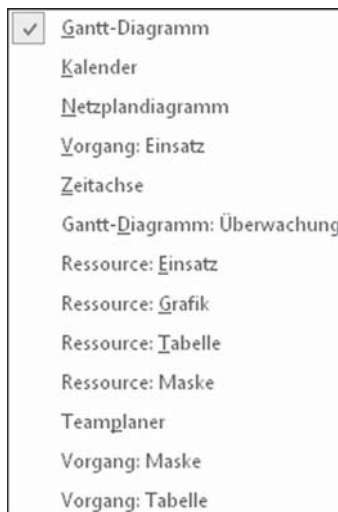 Gantt-Diagramm
Kalender
Netzplandiagramm
Vorgang: Einsatz
Zeitachse
Gantt-Diagramm: Überwachung
Ressource: Einsatz
Ressource: Grafik
Ressource: Tabelle
Ressource: Maske
Teamplaner
Vorgang: Maske
Vorgang: Tabelle